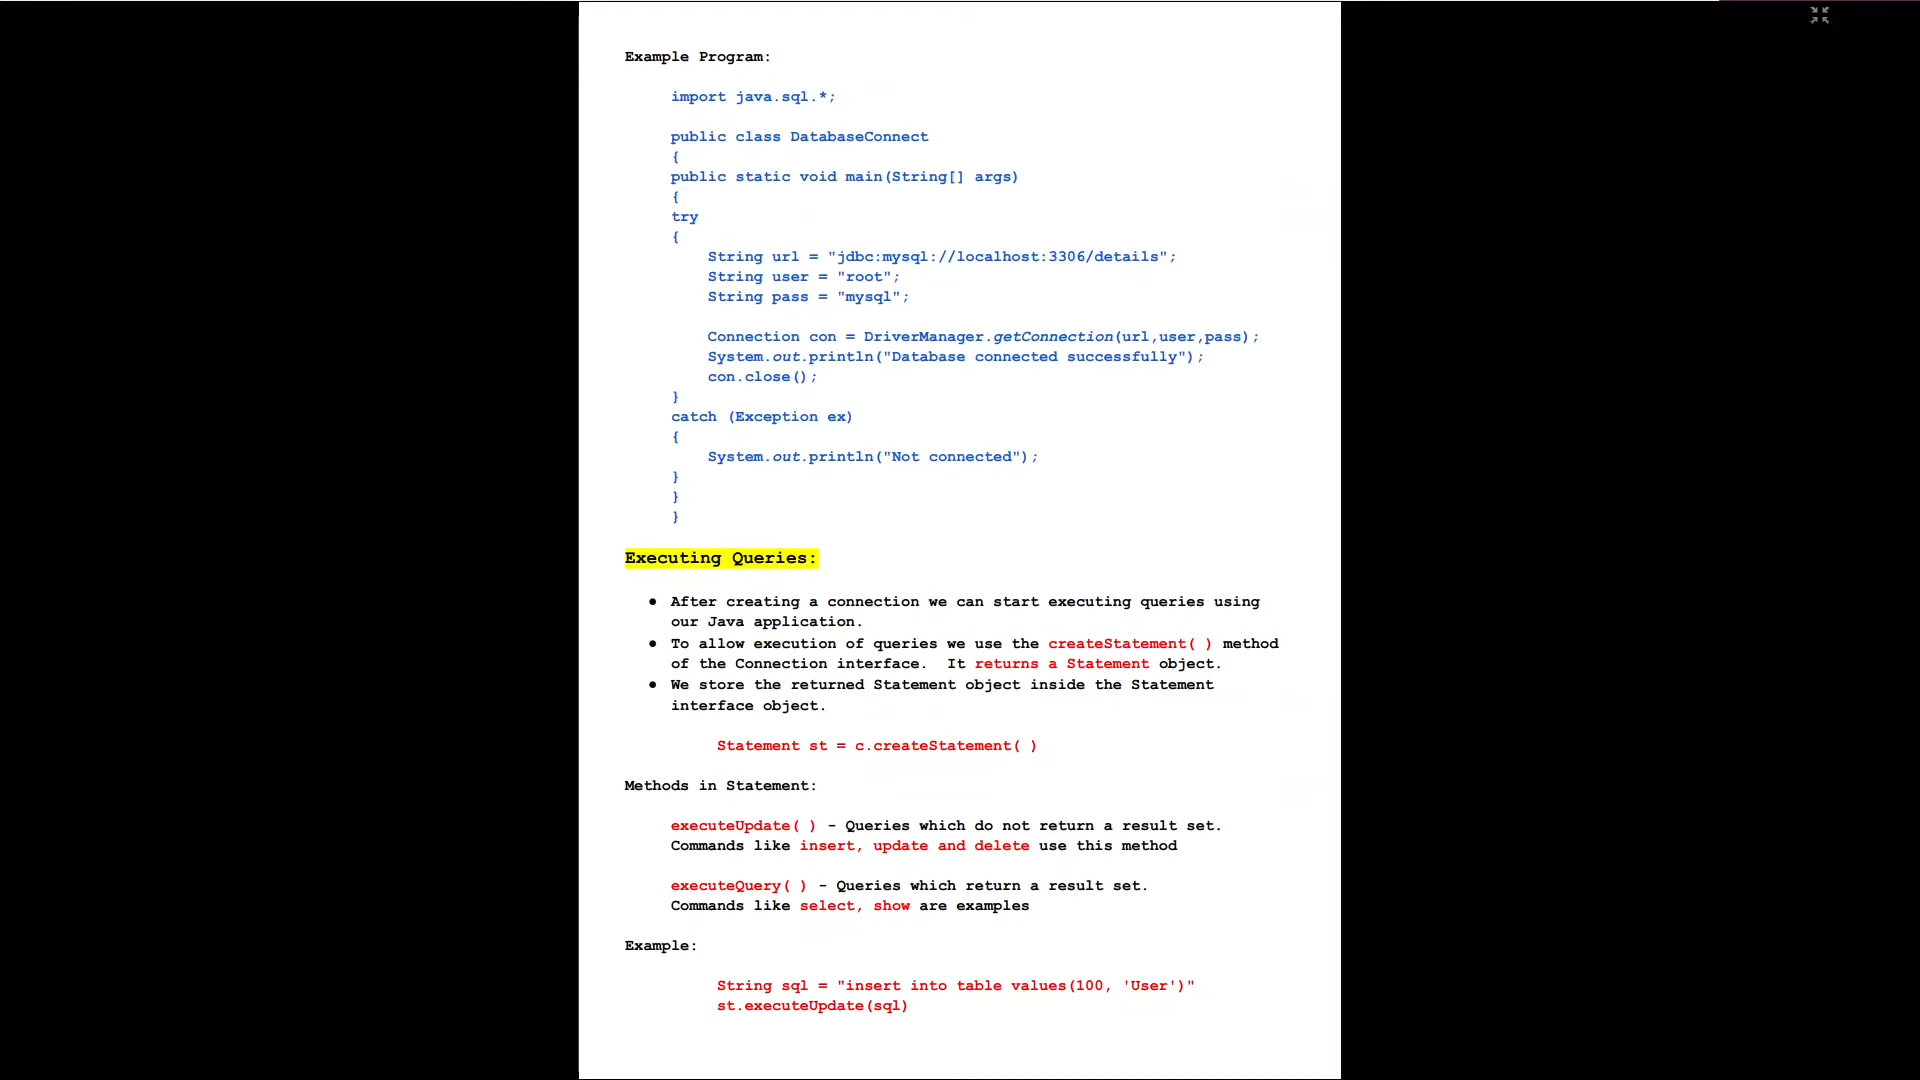 Example Program:
import java.sql.*;
public class DatabaseConnect
{
public static void main(String[] args)
{
try
{
String url = "jdbc:mysql://localhost:3306/details";
String user = "root";
String pass = "mysql";
Connection con = DriverManager.getConnection(url,user,pass);
System.out.println("Database connected successfully");
con.close();
}
catch (Exception ex)
{
System.out.println("Not connected");
}
}
}
Executing Queries:
● After creating a connection we can start executing queries using
our Java application.
● To allow execution of queries we use the createStatement( ) method
of the Connection interface.  It returns a Statement object.
● We store the returned Statement object inside the Statement
interface object.
Statement st = c.createStatement( )
Methods in Statement:
executeUpdate( ) - Queries which do not return a result set.
Commands like insert, update and delete use this method
executeQuery( ) - Queries which return a result set.
Commands like select, show are examples
Example:
String sql = "insert into table values(100, 'User')"
st.executeUpdate(sql)